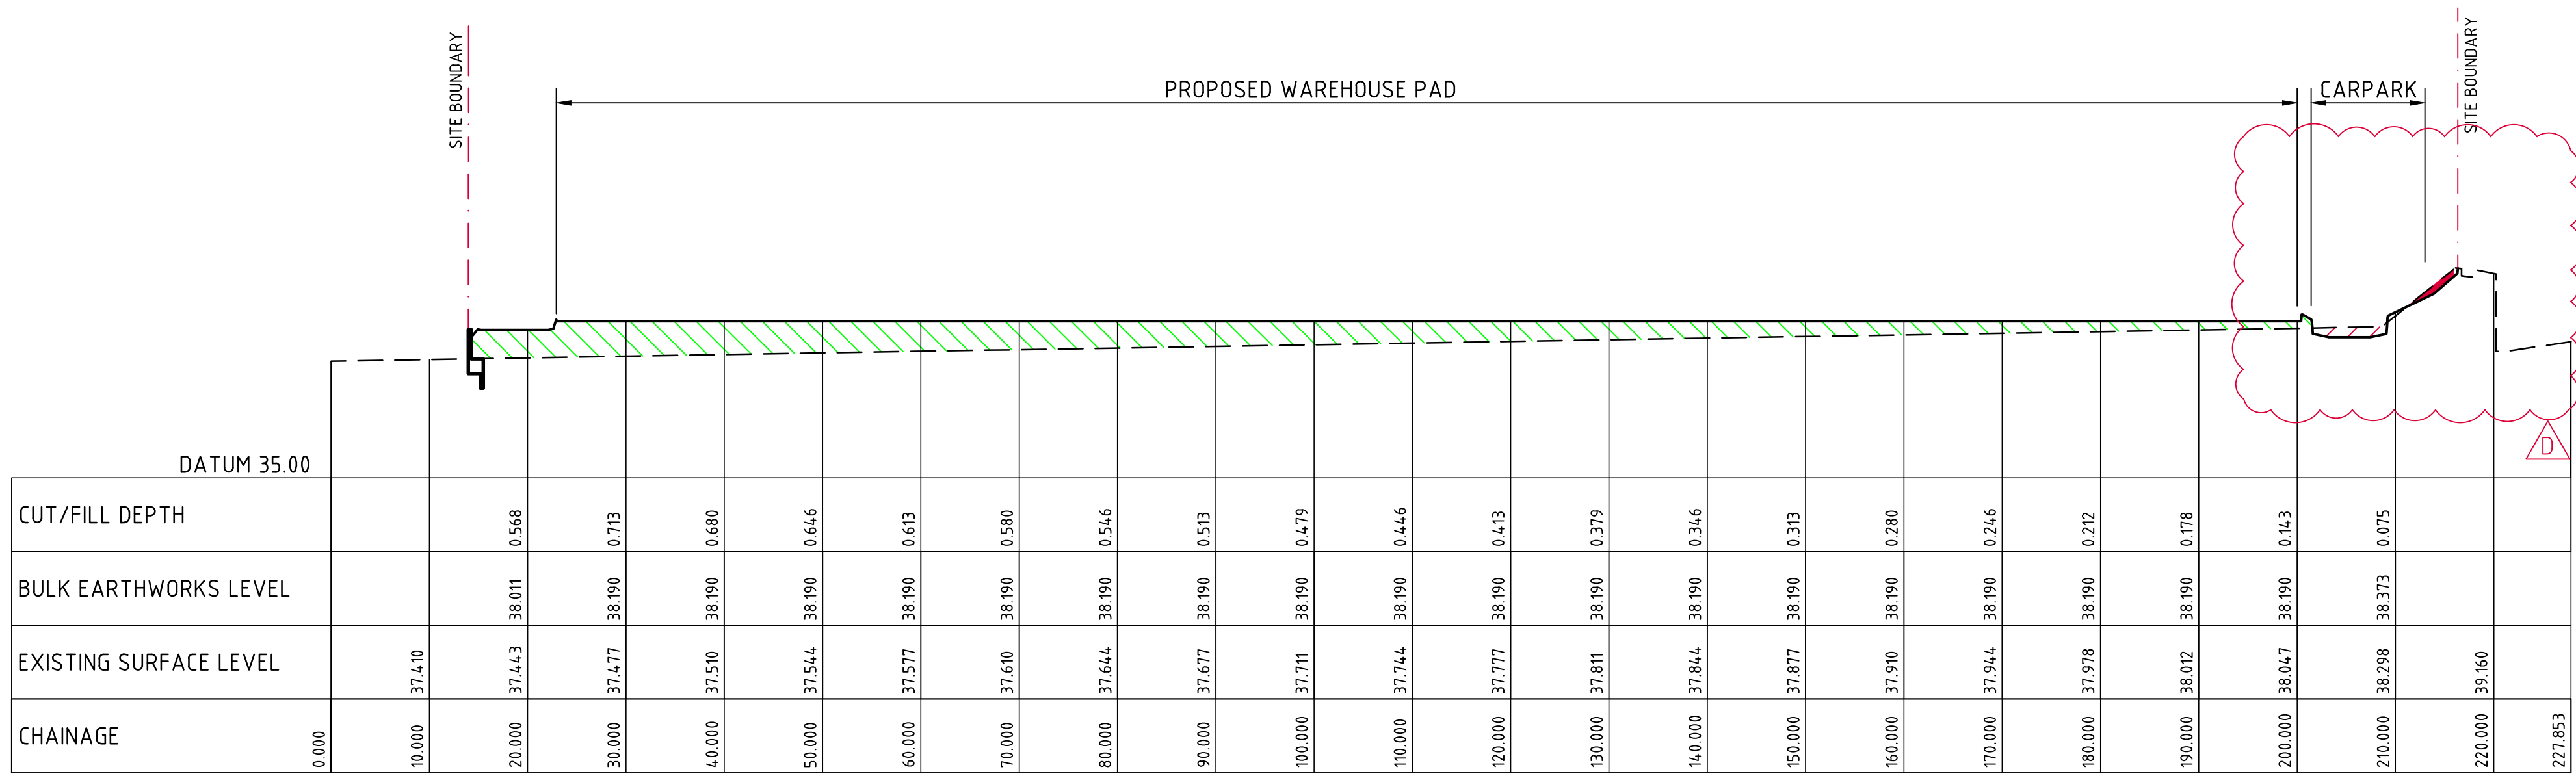 SITE BOUNDARY
SITE BOUNDARY
PROPOSED WAREHOUSE PAD
CARPARK
D
DATUM 35.00
CUT/FILL DEPTH 0.568 0.713 0.680 0.646 0.613 0.580 0.546 0.513 0.479 0.446 0.413 0.379 0.346 0.313 0.280 0.246 0.212 0.178 0.143 0.075
BULK EARTHWORKS LEVEL 38.011 38.190 38.190 38.190 38.190 38.190 38.190 38.190 38.190 38.190 38.190 38.190 38.190 38.190 38.190 38.190 38.190 38.190 38.190 38.373
EXISTING SURFACE LEVEL 37.410 37.443 37.477 37.510 37.544 37.577 37.610 37.644 37.677 37.711 37.744 37.777 37.811 37.844 37.877 37.910 37.944 37.978 38.012 38.047 38.298 39.160
CHAINAGE 0.000 10.000 20.000 30.000 40.000 50.000 60.000 70.000 80.000 90.000 100.000 110.000 120.000 130.000 140.000 150.000 160.000 170.000 180.000 190.000 200.000 210.000 220.000 227.853